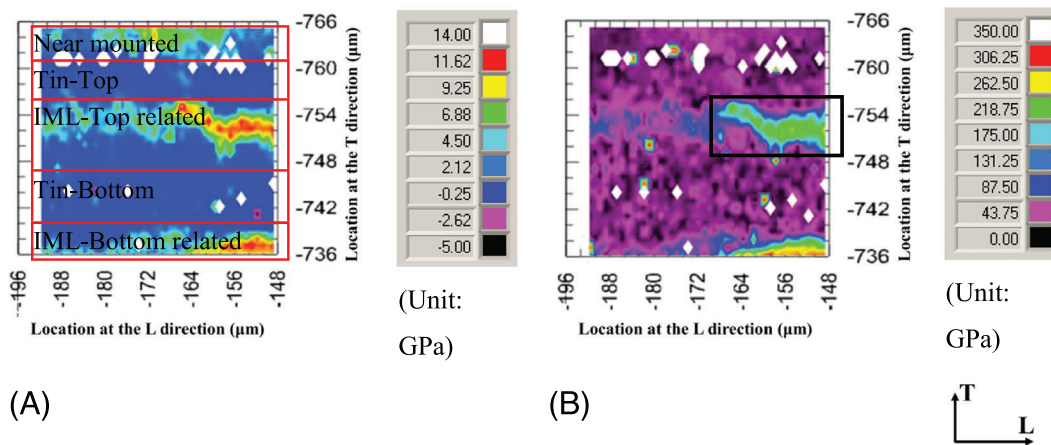 Near mounted
Tin-Top
IML-Top related
Tin-Bottom
IML-Bottom related
-766
-760
-754
-748
-742
-736
Location at the T direction (μm)
-196
-188
-180
-172
-164
-156
-148
Location at the L direction (μm)
14.00
11.62
9.25
6.88
4.50
2.12
-0.25
-2.62
-5.00
(Unit:
GPa)
(A)
-766
-760
-754
-748
-742
-736
Location at the T direction (μm)
-196
-188
-180
-172
-164
-156
-148
Location at the L direction (μm)
350.00
306.25
262.50
218.75
175.00
131.25
87.50
43.75
0.00
(Unit:
GPa)
(B)
T
L